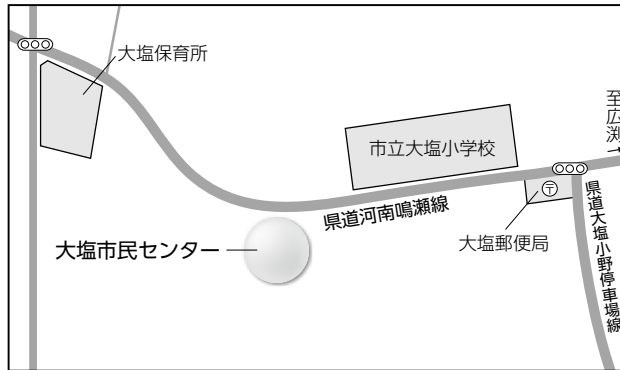 大塩保育所
市立大塩小学校
至広渕
県道河南鳴瀬線
〒
大塩郵便局
大塩市民センター
県道大塩小野停車場線